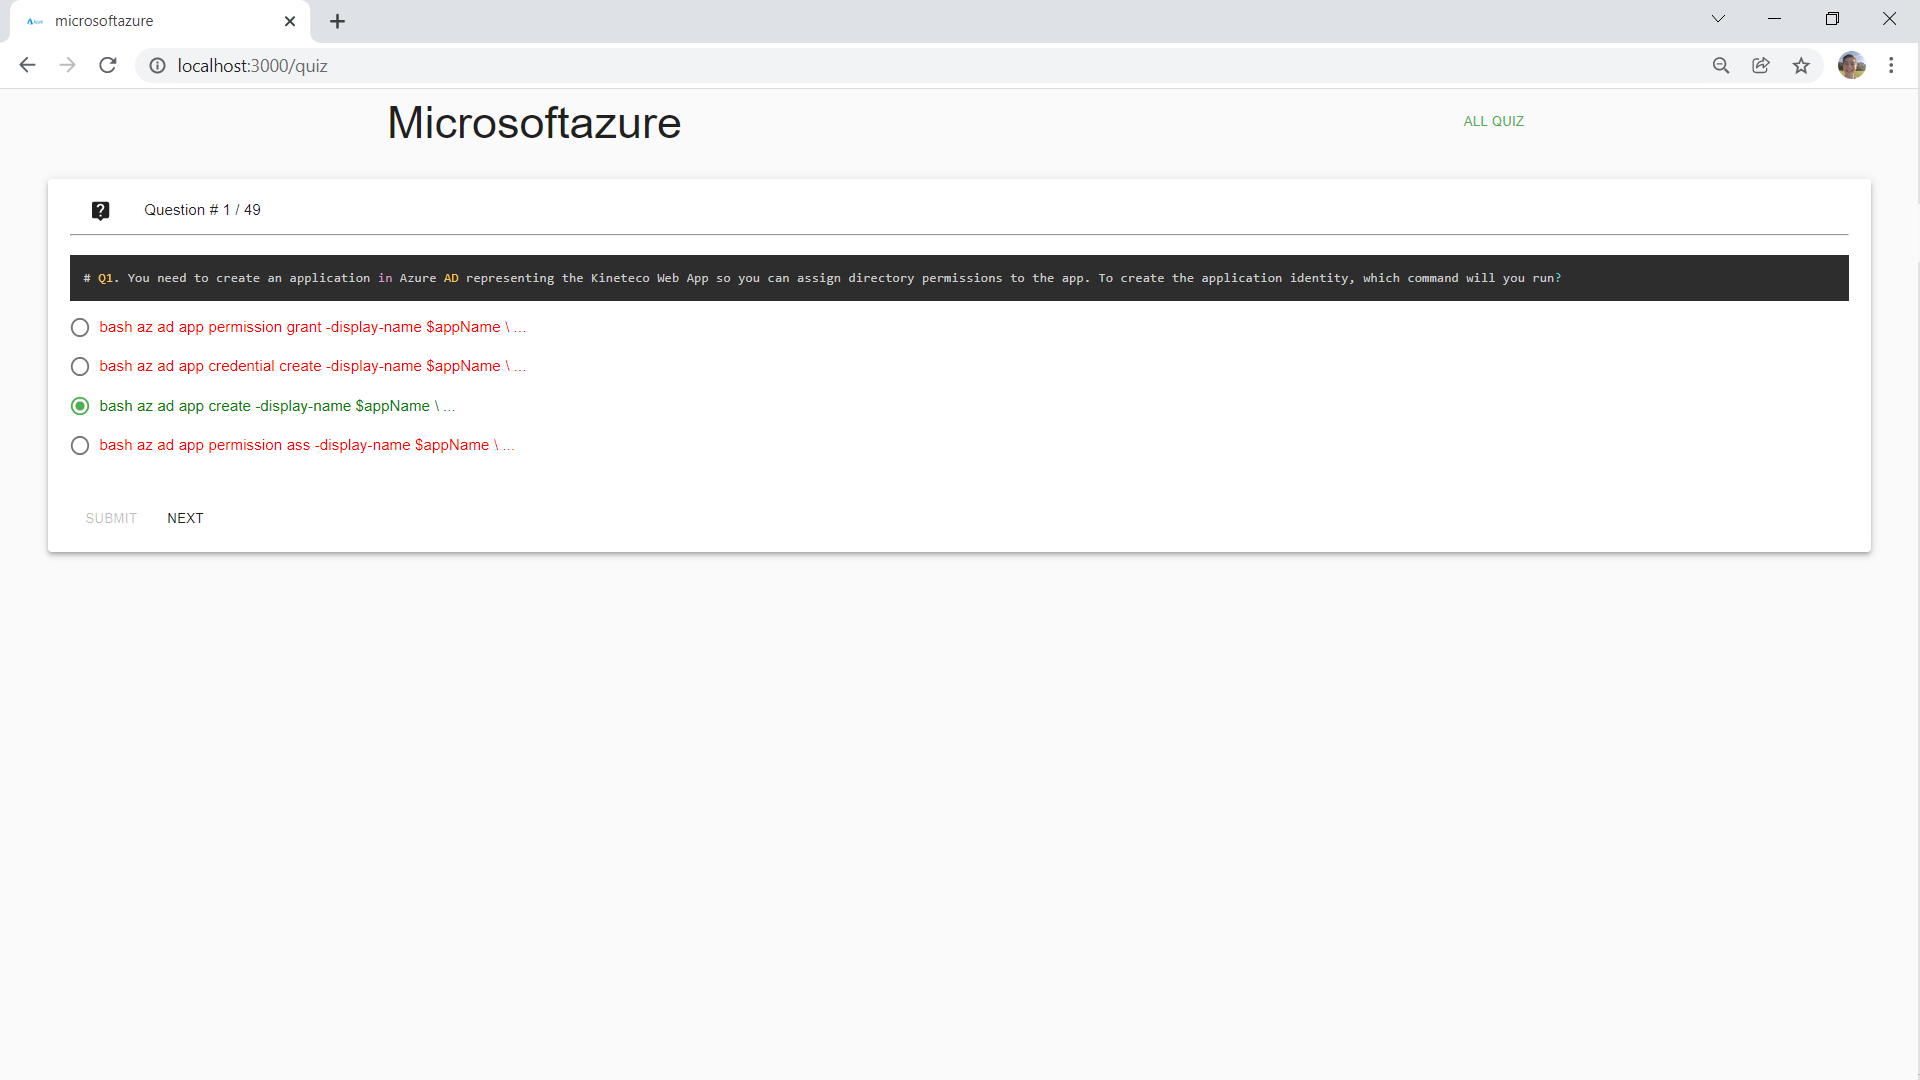 microsoftazure
localhost:3000/quiz
Microsoftazure
ALL QUIZ
Question # 1 / 49
# Q1. You need to create an application in Azure AD representing the Kineteco Web App so you can assign directory permissions to the app. To create the application identity, which command will you run?
bash az ad app permission grant -display-name $appName \ ...
bash az ad app credential create -display-name $appName \ ...
bash az ad app create -display-name $appName \ ...
bash az ad app permission ass -display-name $appName \ ...
SUBMIT NEXT